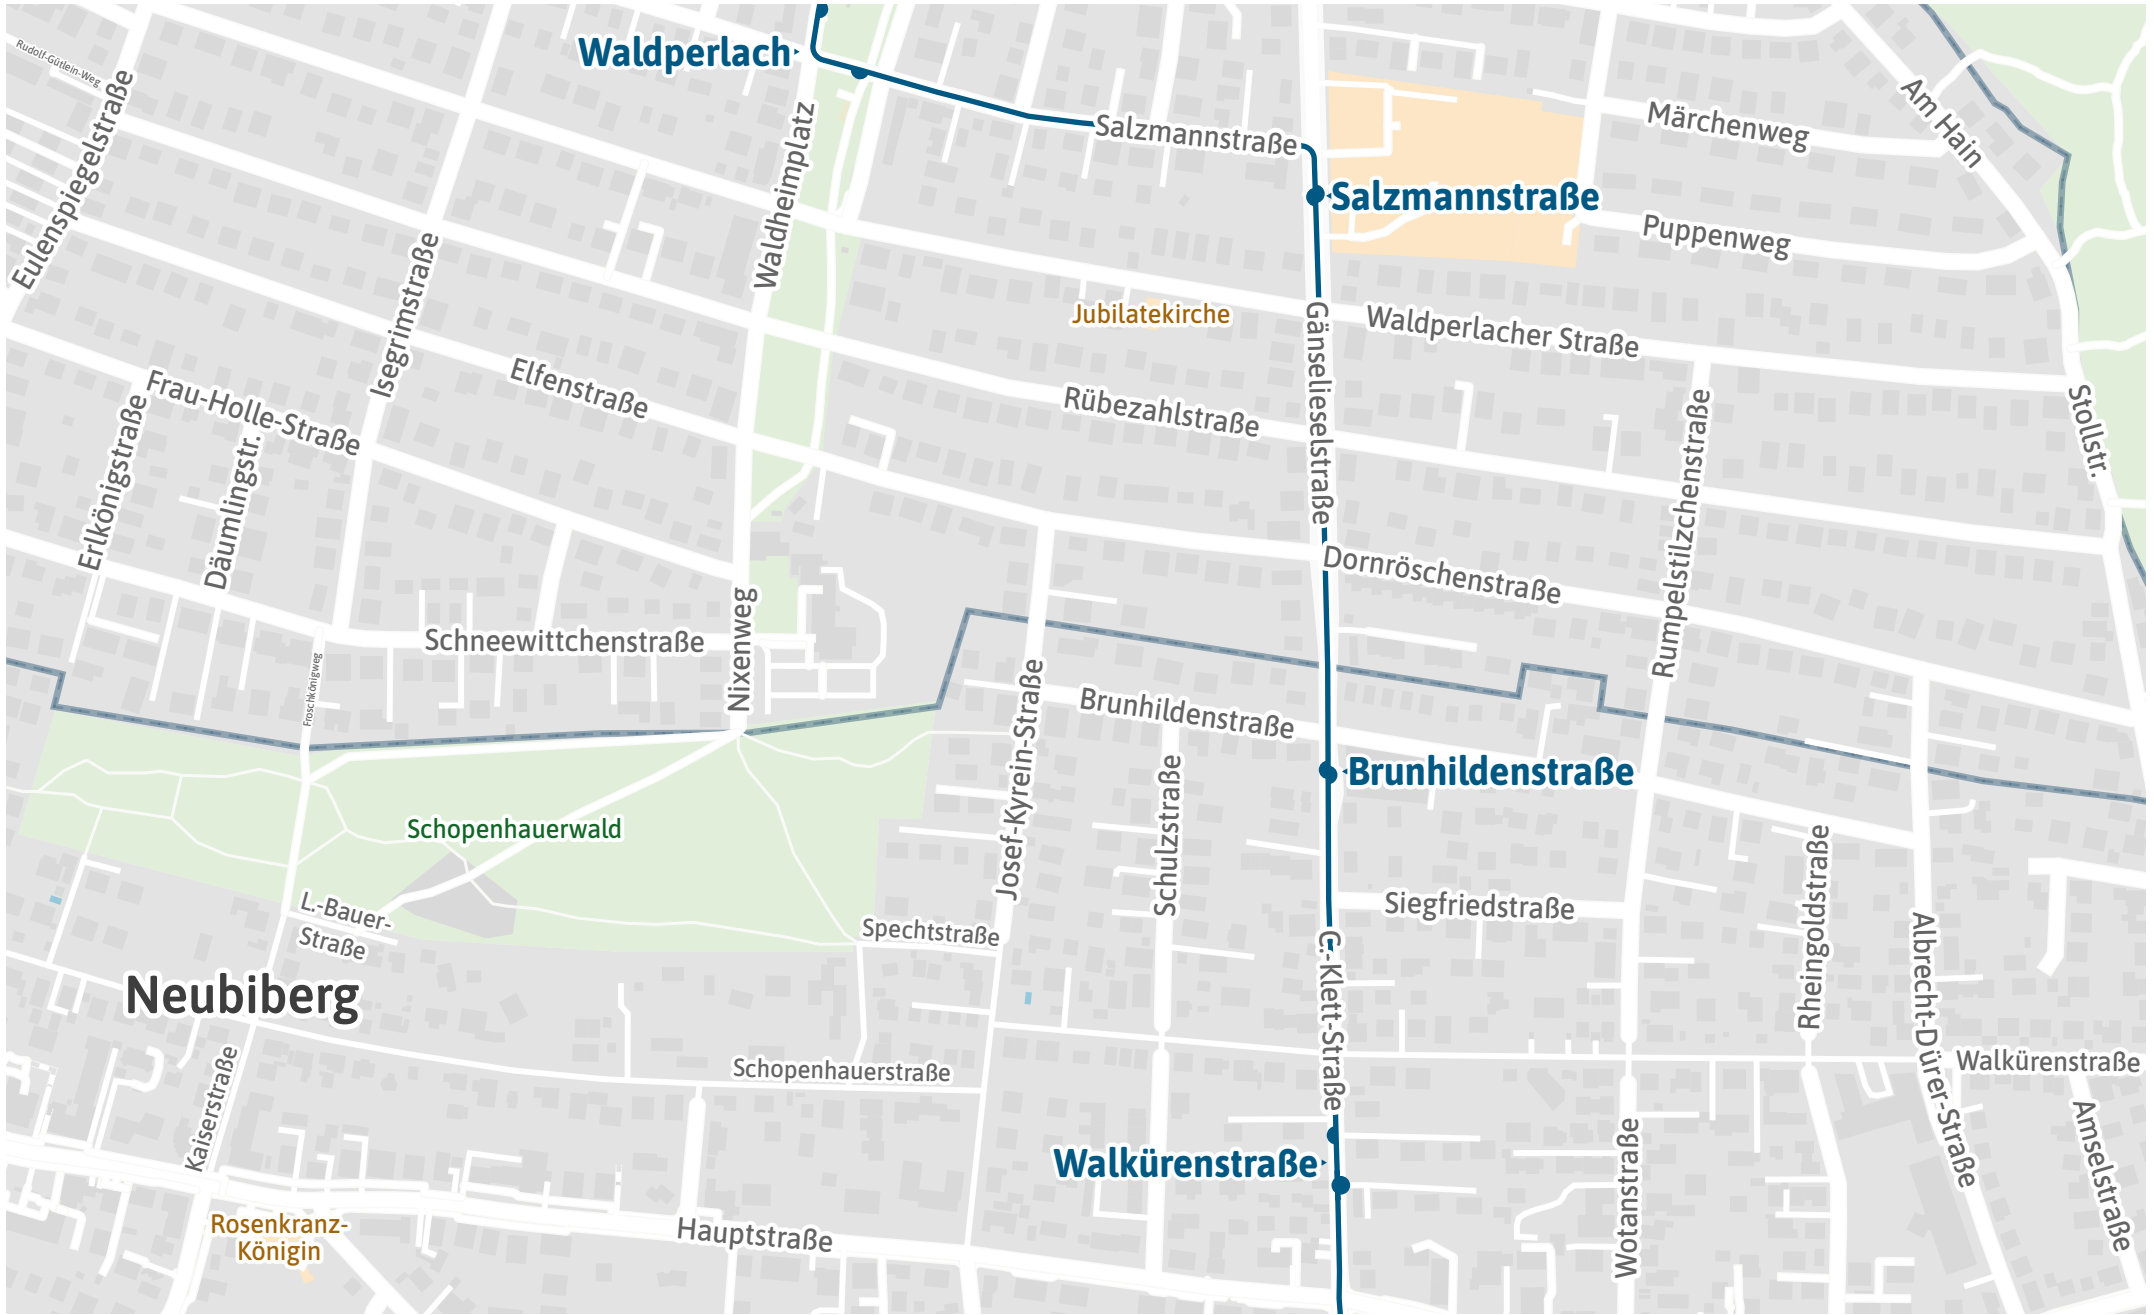 Rudolf-Gütlein-Weg
Waldperlach
Eulenspiegelstraße
Waldheimplatz
Salzmannstraße
Märchenweg
Am Hain
Salzmannstraße
Puppenweg
Isegrimstraße
Jubilatekirche
Gänselieselstraße
Waldperlacher Straße
Elfenstraße
Frau-Holle-Straße
Rübezahlstraße
Stollstr.
Erlkönigstraße
Däumlingstr.
Rumpelstilzchenstraße
Dornröschenstraße
Schneewittchenstraße
Nixenweg
Froschkönigweg
Josef-Kyrein-Straße
Brunhildenstraße
Brunhildenstraße
Schopenhauerwald
Schulzstraße
Rheingoldstraße
L.-Bauer-
Straße
Spechtstraße
Siegfriedstraße
Albrecht-Dürer-Straße
C.-Klett-Straße
Neubiberg
Kaiserstraße
Schopenhauerstraße
Walkürenstraße
Walkürenstraße
Wotanstraße
Amselstraße
Rosenkranz-
Königin
Hauptstraße